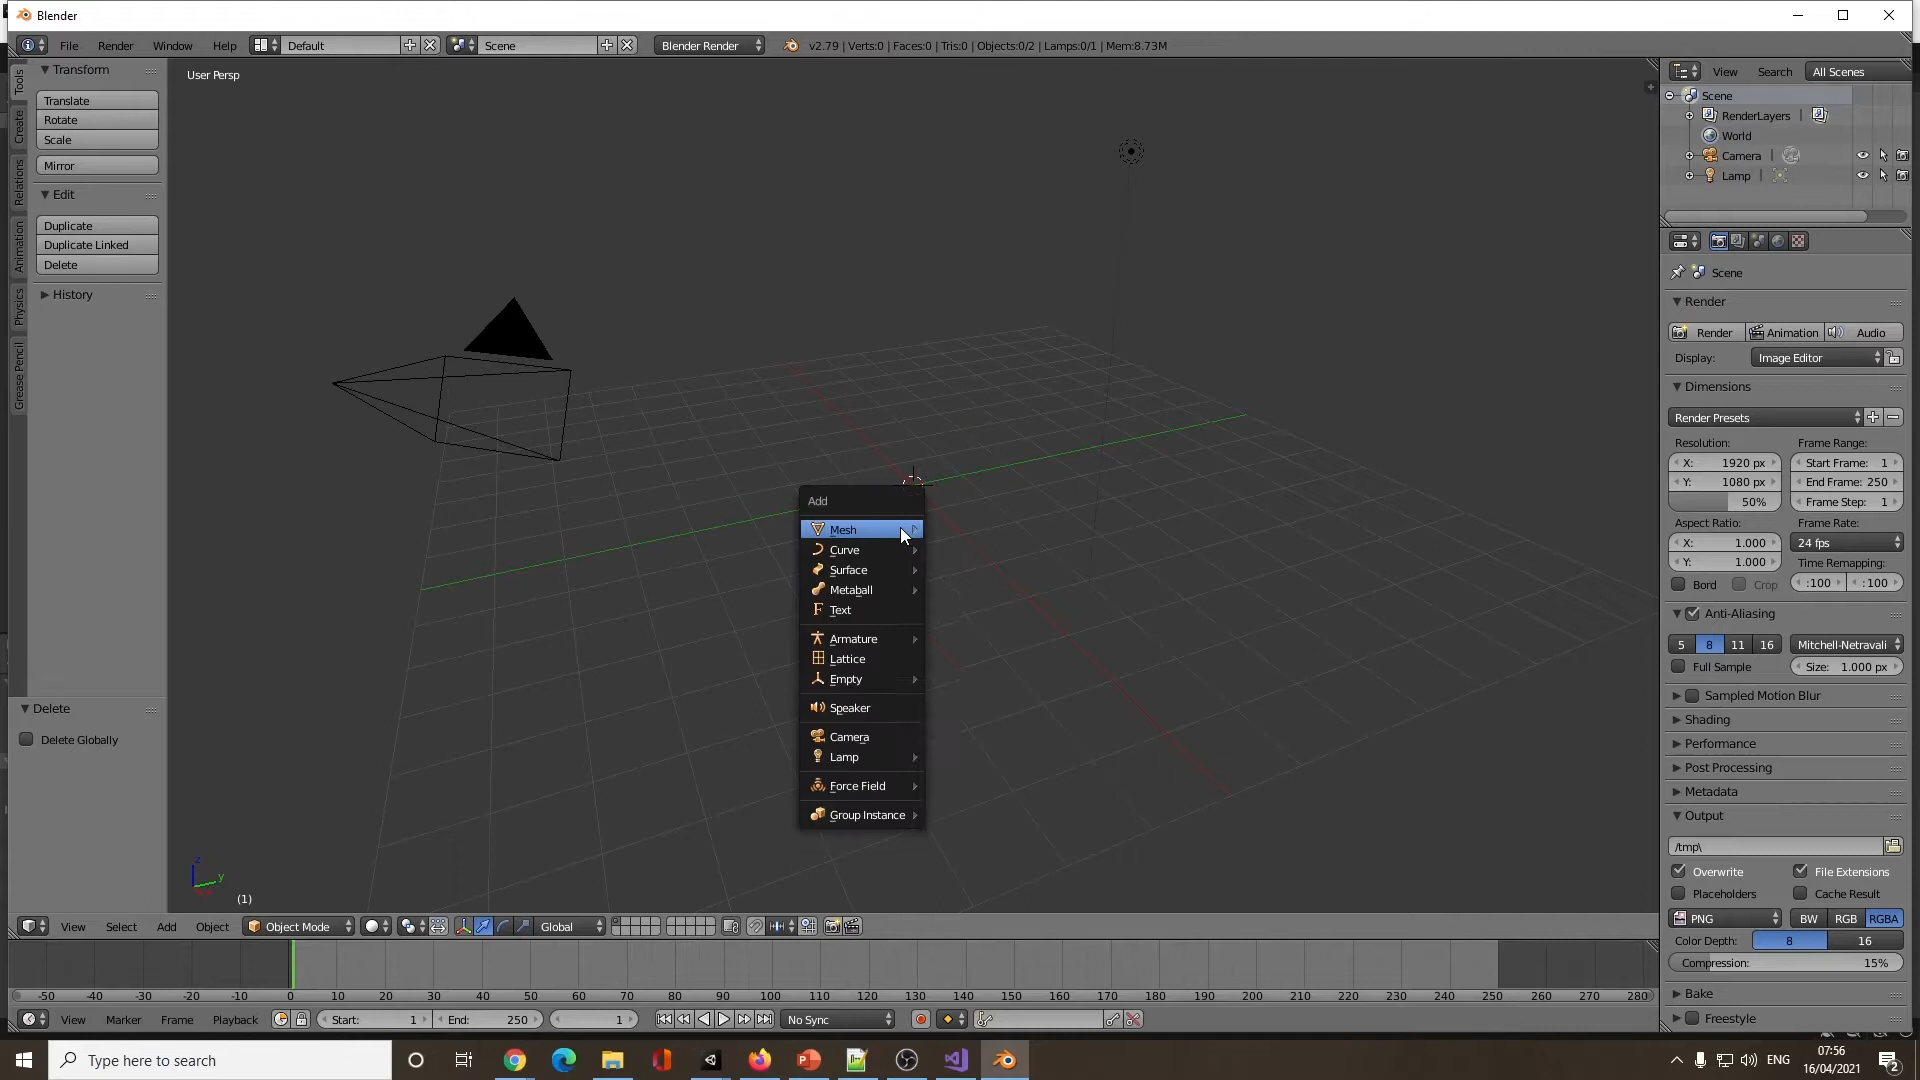 Blender
File Render Window Help Default Scene Blender Render v2.79 | Verts:0 | Faces:0 | Tris:0 | Objects:0/2 | Lamps:0/1 | Mem:8.73M
Tools
Create
Relations
Animation
Physics
Grease Pencil
Transform
Translate
Rotate
Scale
Mirror
Edit
Duplicate
Duplicate Linked
Delete
History
Delete
Delete Globally
User Persp
Add
Mesh
Curve
Surface
Metaball
Text
Armature
Lattice
Empty
Speaker
Camera
Lamp
Force Field
Group Instance
z
y
(1)
View Select Add Object Object Mode Global
-50 -40 -30 -20 -10 0 10 20 30 40 50 60 70 80 90 100 110 120 130 140 150 160 170 180 190 200 210 220 230 240 250 260 270 280
View Marker Frame Playback Start: 1 End: 250 1 No Sync
View Search All Scenes
Scene
RenderLayers
World
Camera
Lamp
Scene
Render
Render Animation Audio
Display: Image Editor
Dimensions
Render Presets
Resolution: Frame Range:
X: 1920 px Start Frame: 1
Y: 1080 px End Frame: 250
50% Frame Step: 1
Aspect Ratio: Frame Rate:
X: 1.000 24 fps
Y: 1.000 Time Remapping:
Bord Crop :100 :100
Anti-Aliasing
5 8 11 16 Mitchell-Netravali
Full Sample Size: 1.000 px
Sampled Motion Blur
Shading
Performance
Post Processing
Metadata
Output
/tmp\
Overwrite File Extensions
Placeholders Cache Result
PNG BW RGB RGBA
Color Depth: 8 16
Compression: 15%
Bake
Freestyle
Type here to search
ENG
07:56
16/04/2021
2